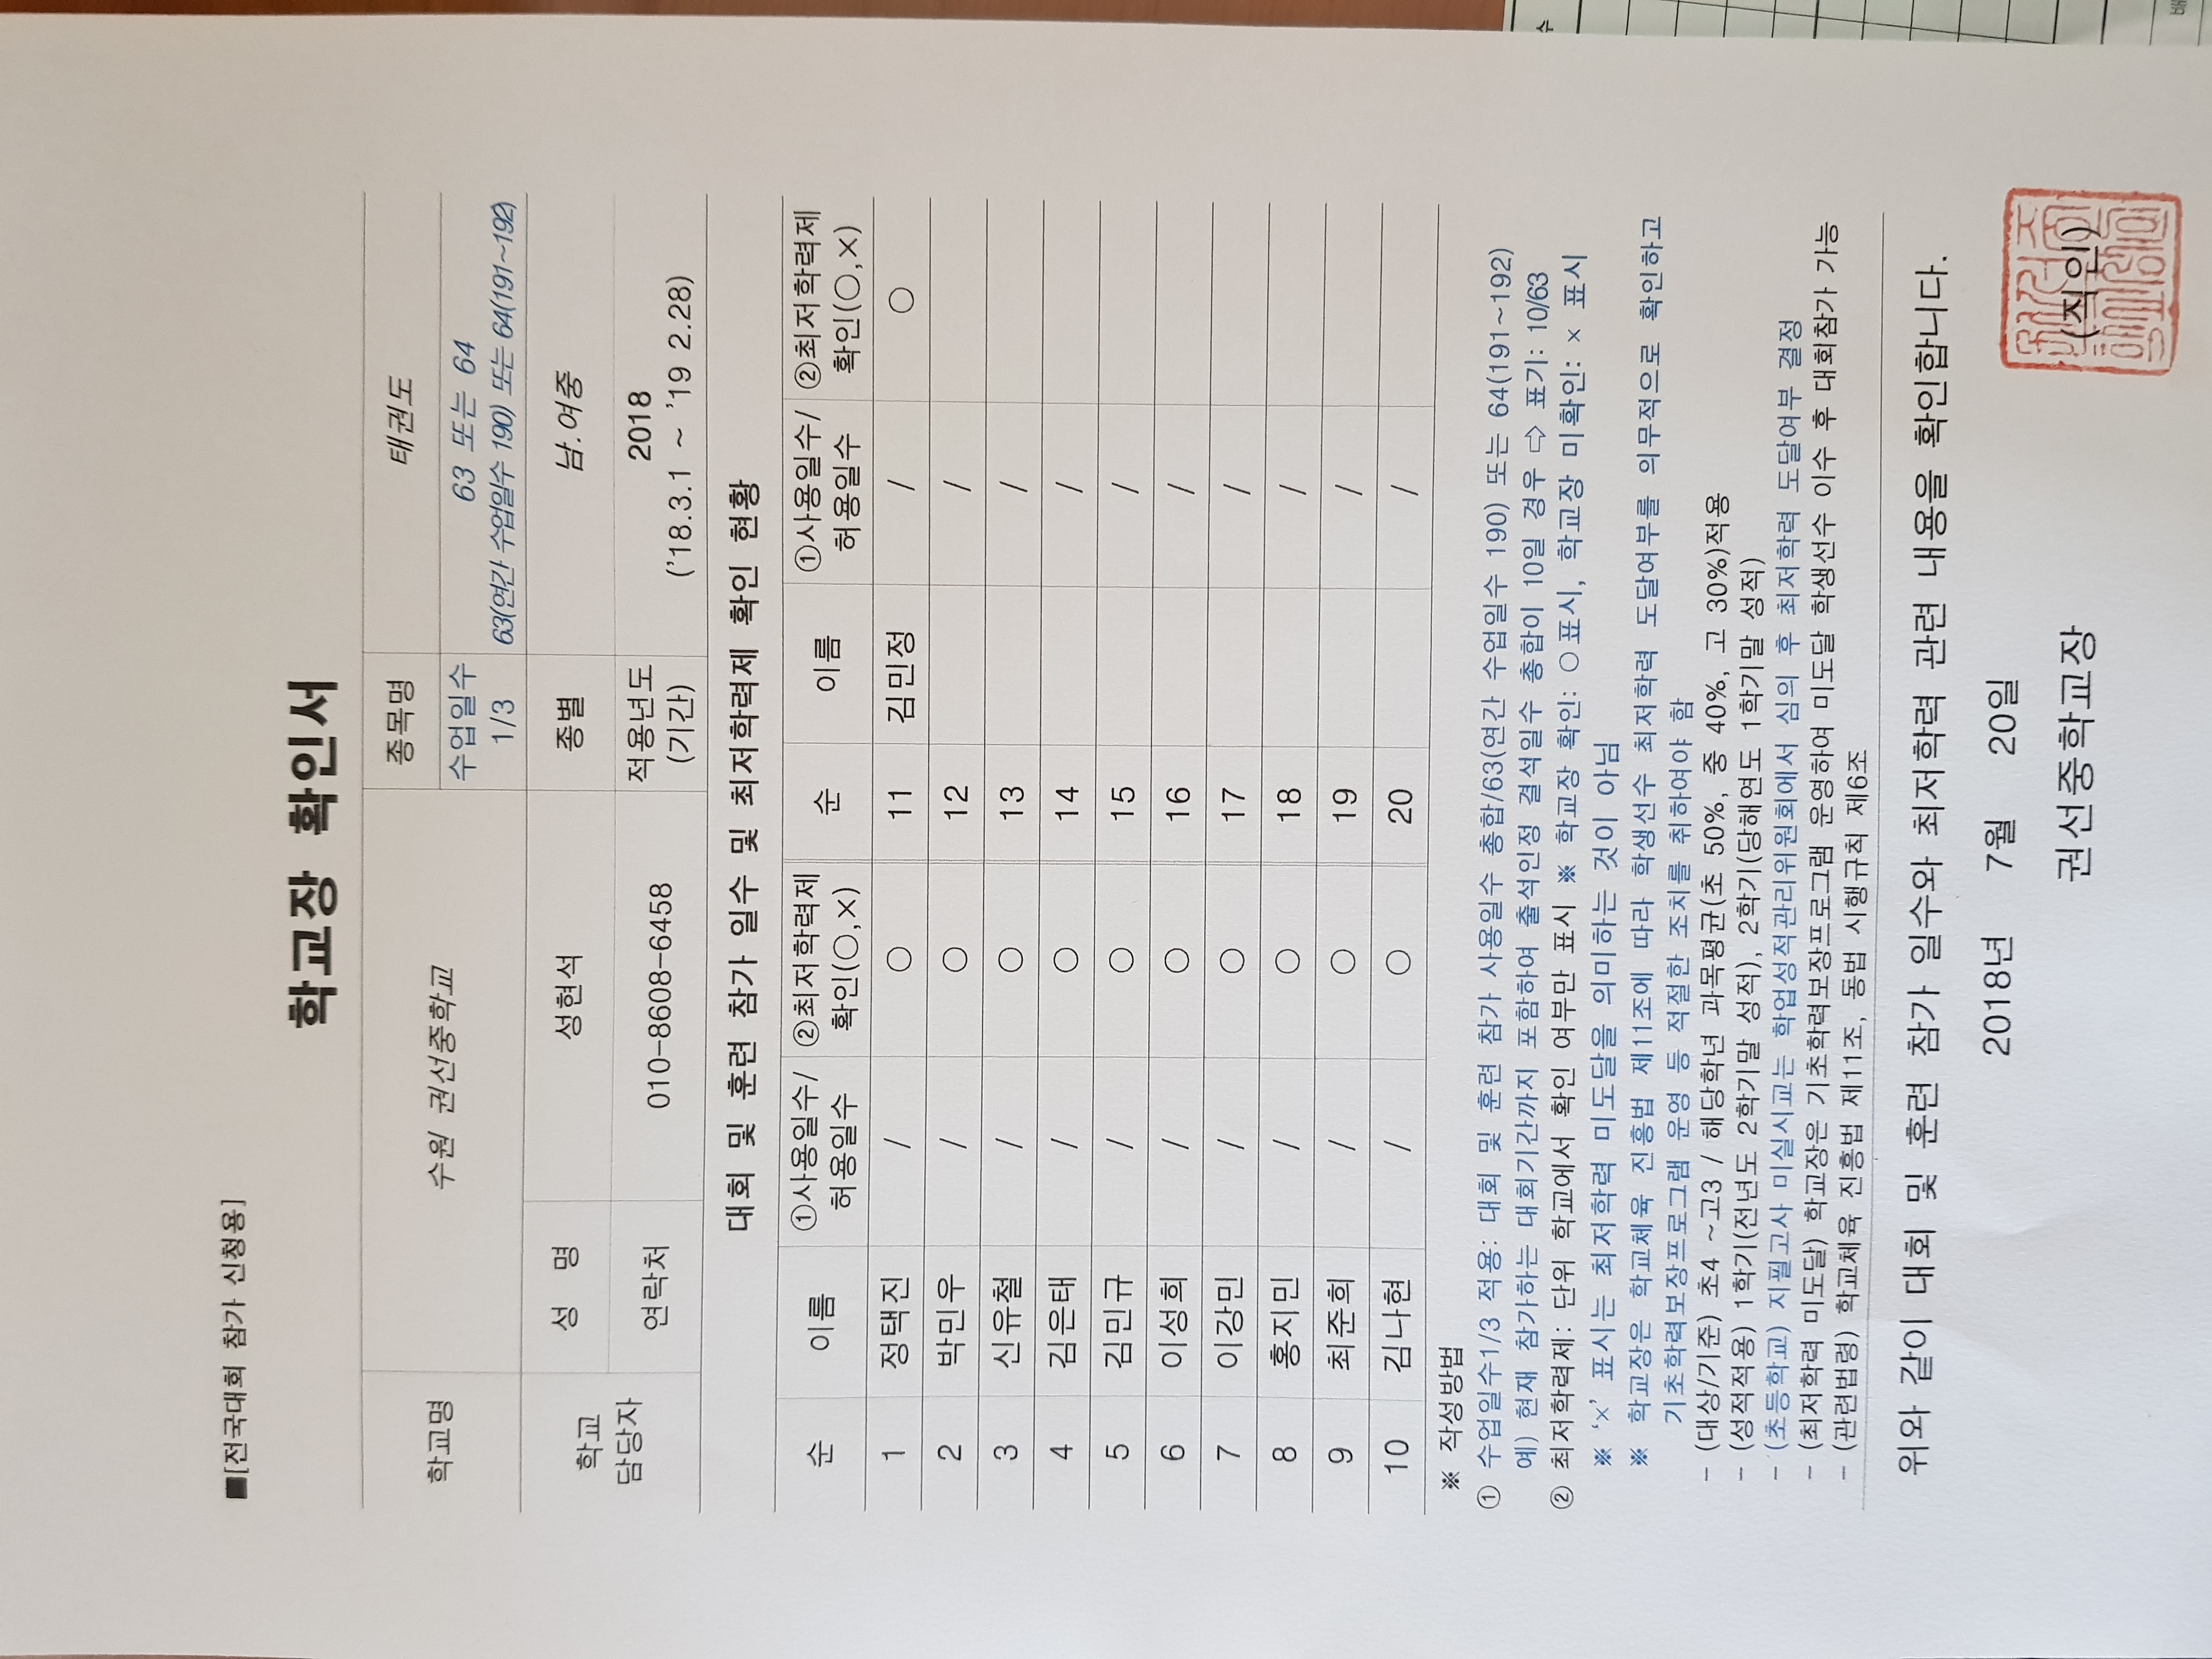 ■[전국대회 참가 신청용]
학교장 확인서
학교명 수원 권선중학교 종목명 태권도
수업일수 1/3 63 또는 64
63(연간 수업일수 190) 또는 64(191~192)
학교 담당자 성 명 성현석 종별 남.여중
연락처 010-8608-6458 적용년도 (기간) 2018
('18.3.1 ~ '19 2.28)
대회 및 훈련 참가 일수 및 최저학력제 확인 현황
순 이름 ①사용일수/허용일수 ②최저학력제 확인(○,×) 순 이름 ①사용일수/허용일수 ②최저학력제 확인(○,×)
1 정택진 / ○ 11 김민정 / ○
2 박민우 / ○ 12 /
3 신유철 / ○ 13 /
4 김은태 / ○ 14 /
5 김민규 / ○ 15 /
6 이성희 / ○ 16 /
7 이강민 / ○ 17 /
8 홍지민 / ○ 18 /
9 최준희 / ○ 19 /
10 김나현 / ○ 20 /
※ 작성방법
① 수업일수1/3 적용: 대회 및 훈련 참가 사용일수 총합/63(연간 수업일수 190) 또는 64(191~192)
예) 현재 참가하는 대회기간까지 포함하여 출석인정 결석일수 총합이 10일 경우 ⇨ 표기: 10/63
② 최저학력제: 단위 학교에서 확인 여부만 표시 ※ 학교장 확인: ○표시, 학교장 미확인: × 표시
※ '×' 표시는 최저학력 미도달을 의미하는 것이 아님
※ 학교장은 학교체육 진흥법 제11조에 따라 학생선수 최저학력 도달여부를 의무적으로 확인하고
기초학력보장프로그램 운영 등 적절한 조치를 취하여야 함
- (대상/기준) 초4 ~고3 / 해당학년 과목평균(초 50%, 중 40%, 고 30%)적용
- (성적적용) 1학기(전년도 2학기말 성적), 2학기(당해연도 1학기말 성적)
- (초등학교) 지필고사 미실시교는 학업성적관리위원회에서 심의 후 최저학력 도달여부 결정
- (최저학력 미도달) 학교장은 기초학력보장프로그램 운영하여 미도달 학생선수 이수 후 대회참가 가능
- (관련법령) 학교체육 진흥법 제11조, 동법 시행규칙 제6조
위와 같이 대회 및 훈련 참가 일수와 최저학력 관련 내용을 확인합니다.
2018년 7월 20일
권선중학교장 (직인)
수